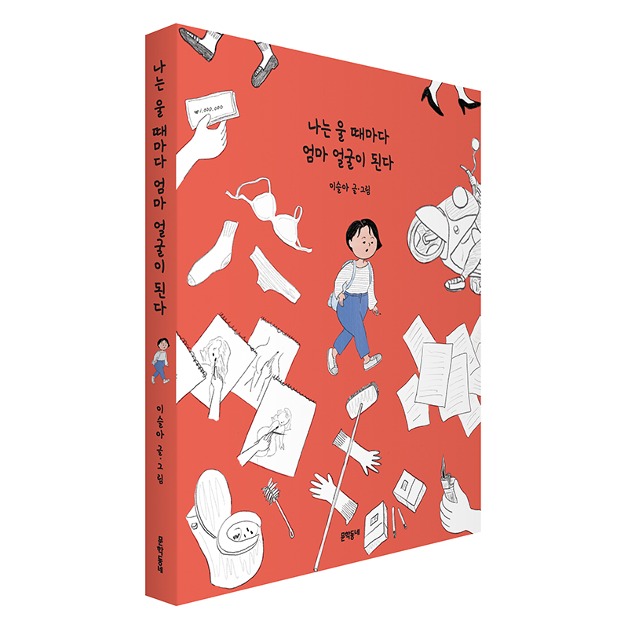 나는 울 때마다 엄마 얼굴이 된다
이슬아 글·그림
문학동네
₩1,000,000
나는 울 때마다
엄마 얼굴이 된다
이슬아 글·그림
문학동네